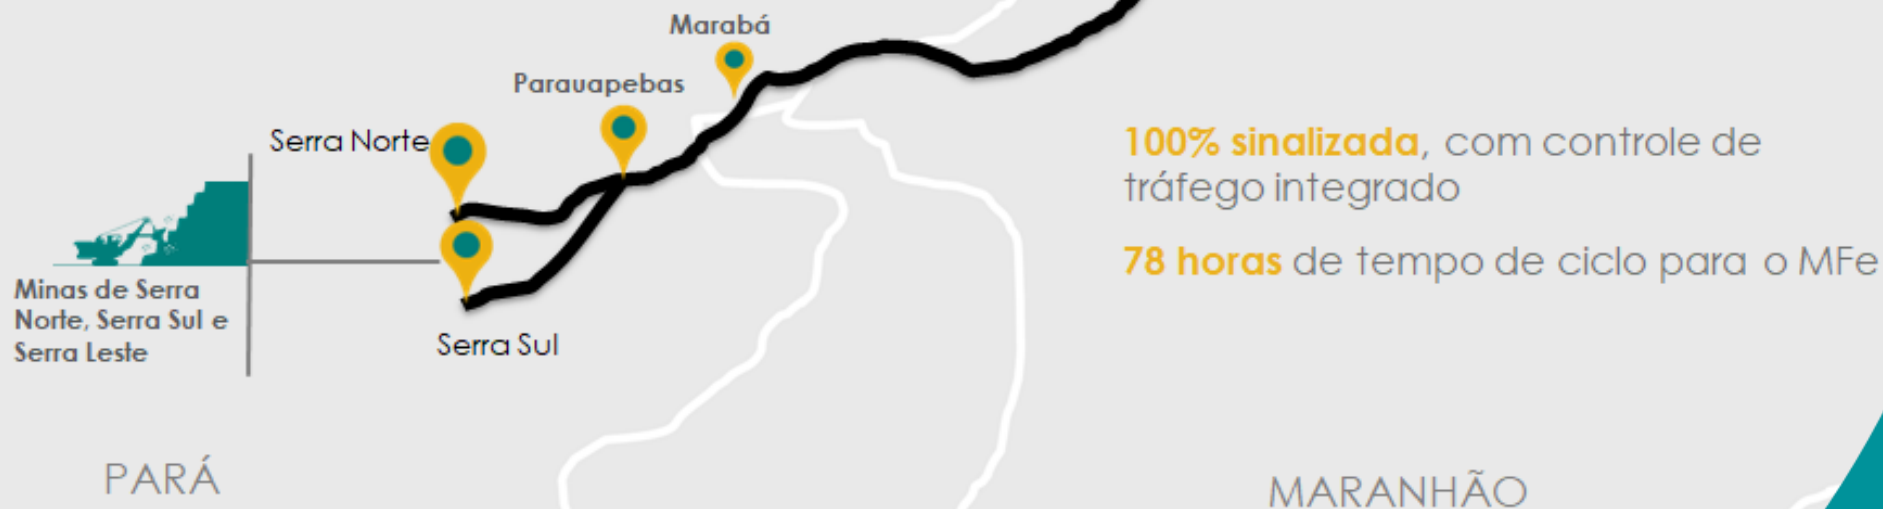 Marabá
Parauapebas
Serra Norte
Minas de Serra
Norte, Serra Sul e
Serra Leste
Serra Sul
100% sinalizada, com controle de
tráfego integrado
78 horas de tempo de ciclo para o MFe
PARÁ
MARANHÃO